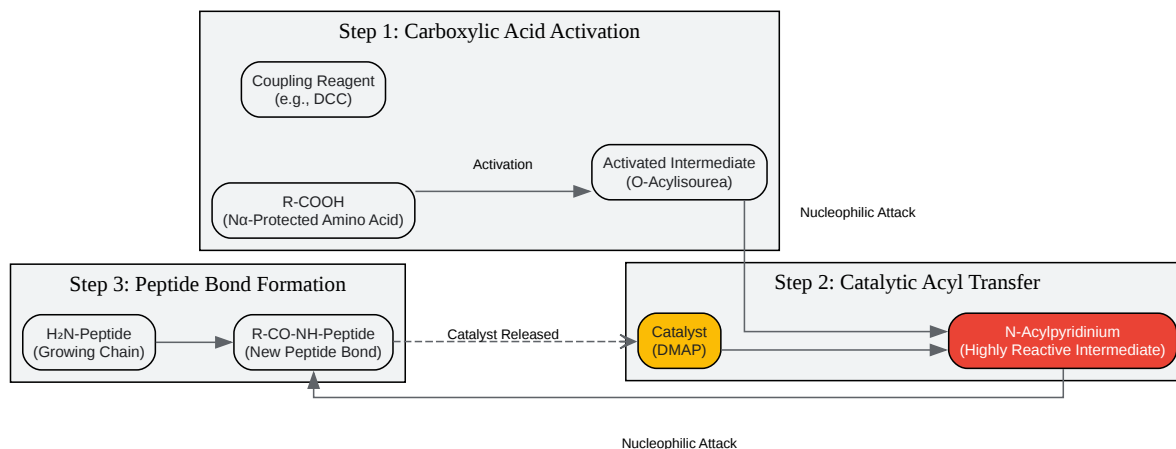 Step 1: Carboxylic Acid Activation
Coupling Reagent
(e.g., DCC)
Activation
Activated Intermediate
(O-Acylisourea)
R-COOH
(Nα-Protected Amino Acid)
Nucleophilic Attack
Step 3: Peptide Bond Formation
H₂N-Peptide
(Growing Chain)
R-CO-NH-Peptide
(New Peptide Bond)
Catalyst Released
Step 2: Catalytic Acyl Transfer
Catalyst
(DMAP)
N-Acylpyridinium
(Highly Reactive Intermediate)
Nucleophilic Attack